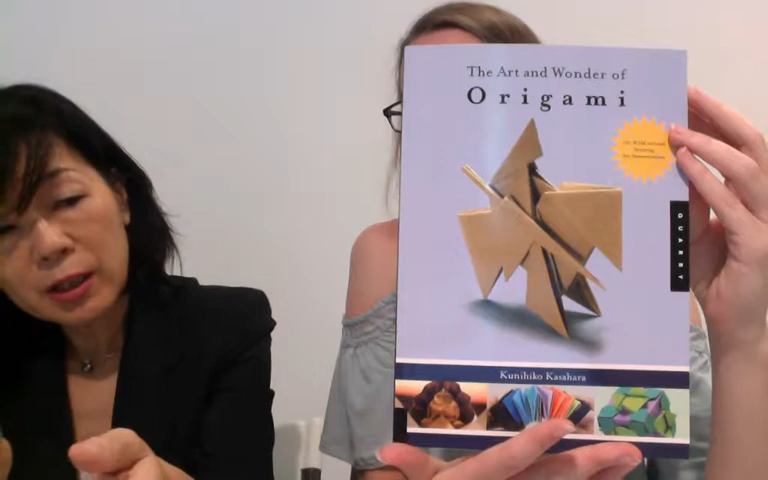 The Art and Wonder of
Origami
QUARRY
Kunihiko Kasahara